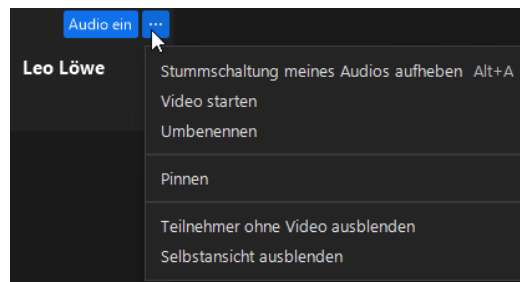 Audio ein ...
Leo Löwe
Stummschaltung meines Audios aufheben Alt+A
Video starten
Umbenennen
Pinnen
Teilnehmer ohne Video ausblenden
Selbstansicht ausblenden